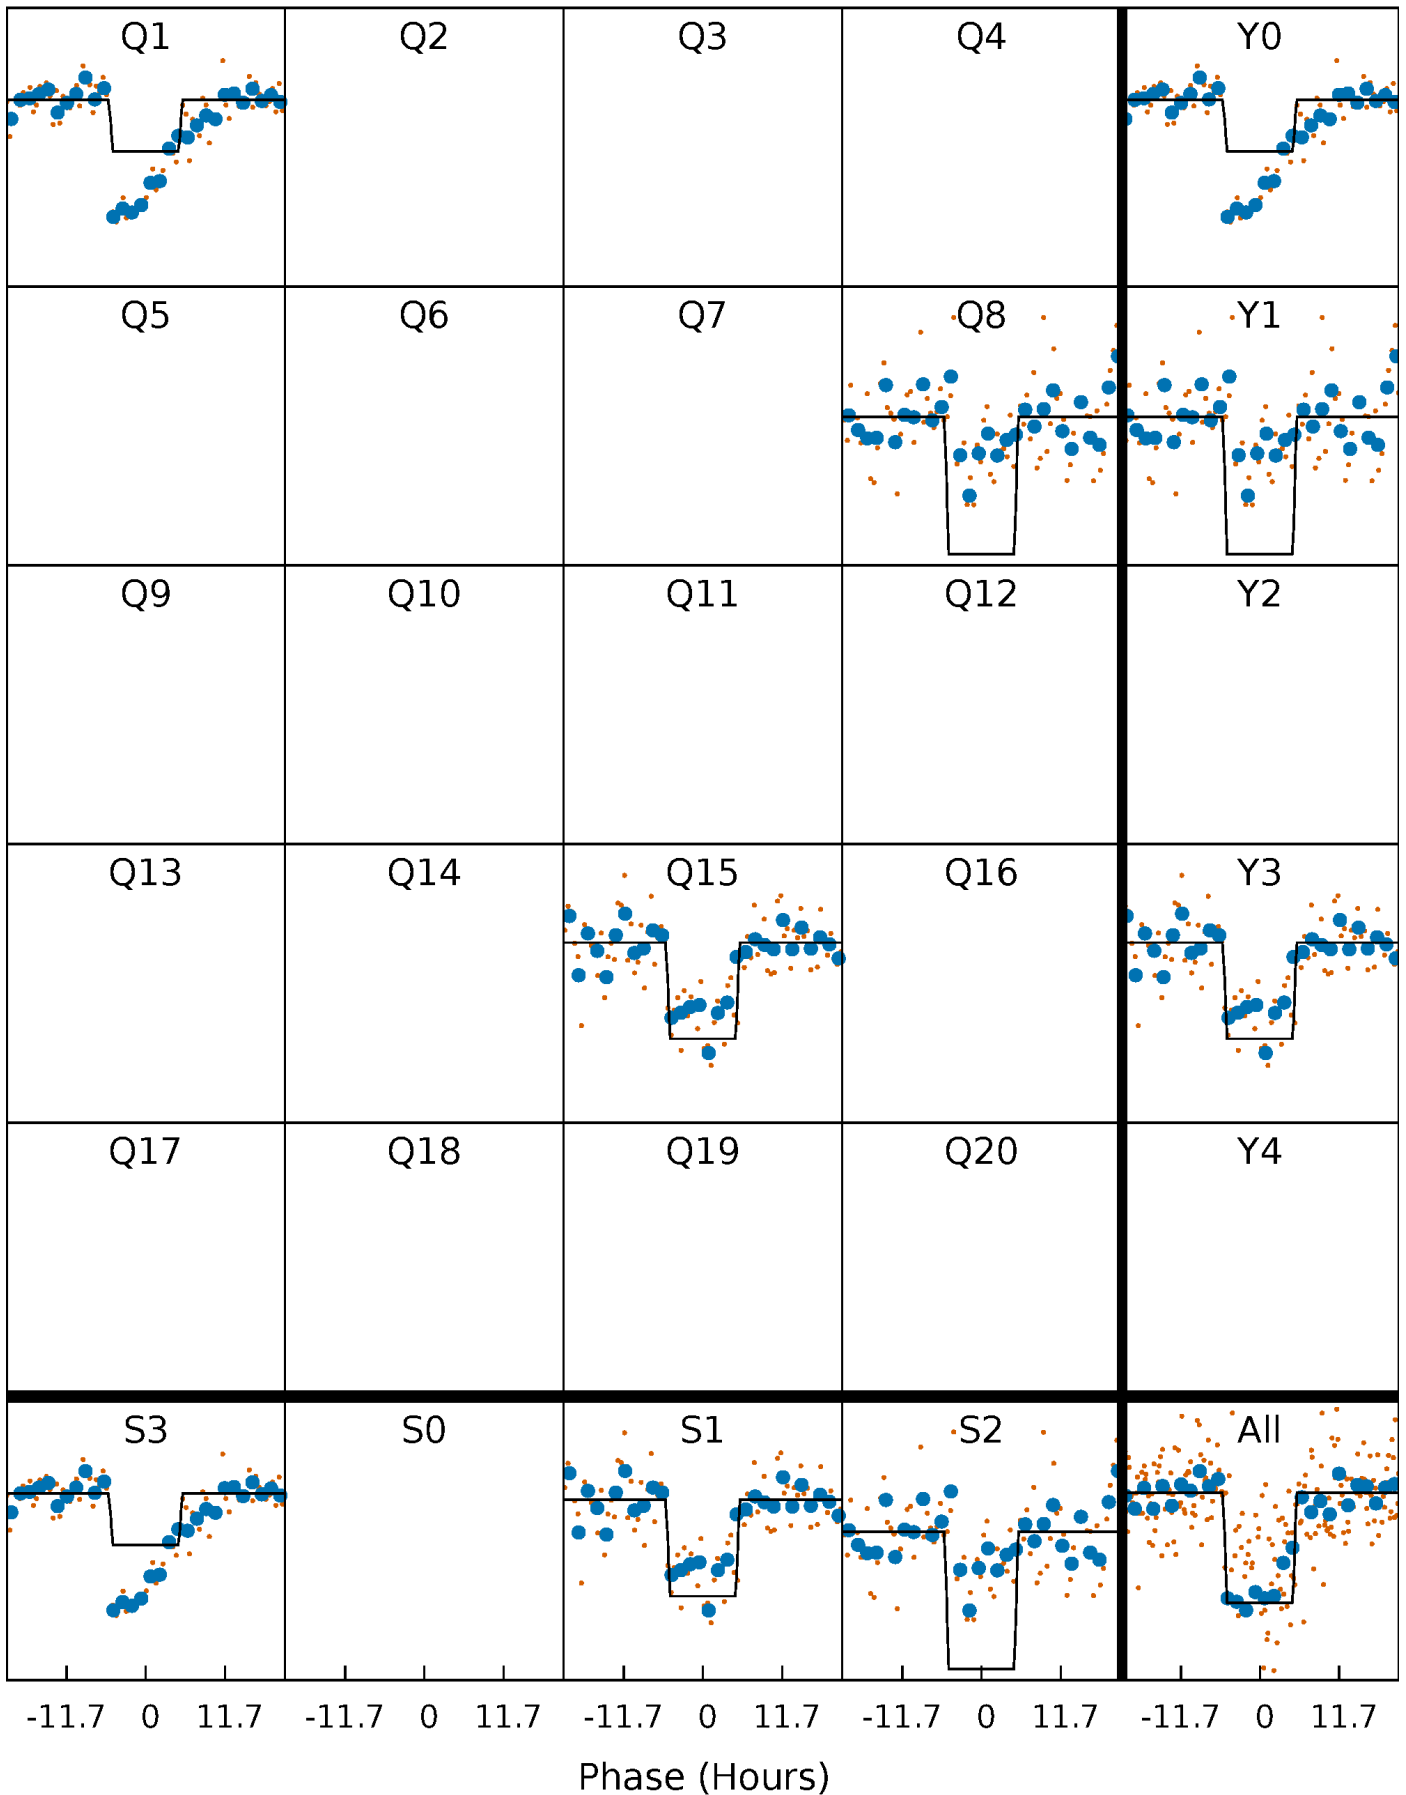 Q1 Q2 Q3 Q4 Y0
Q5 Q6 Q7 Q8 Y1
Q9 Q10 Q11 Q12 Y2
Q13 Q14 Q15 Q16 Y3
Q17 Q18 Q19 Q20 Y4
S3 S0 S1 S2 All
-11.7 0 11.7 -11.7 0 11.7 -11.7 0 11.7 -11.7 0 11.7 -11.7 0 11.7
Phase (Hours)